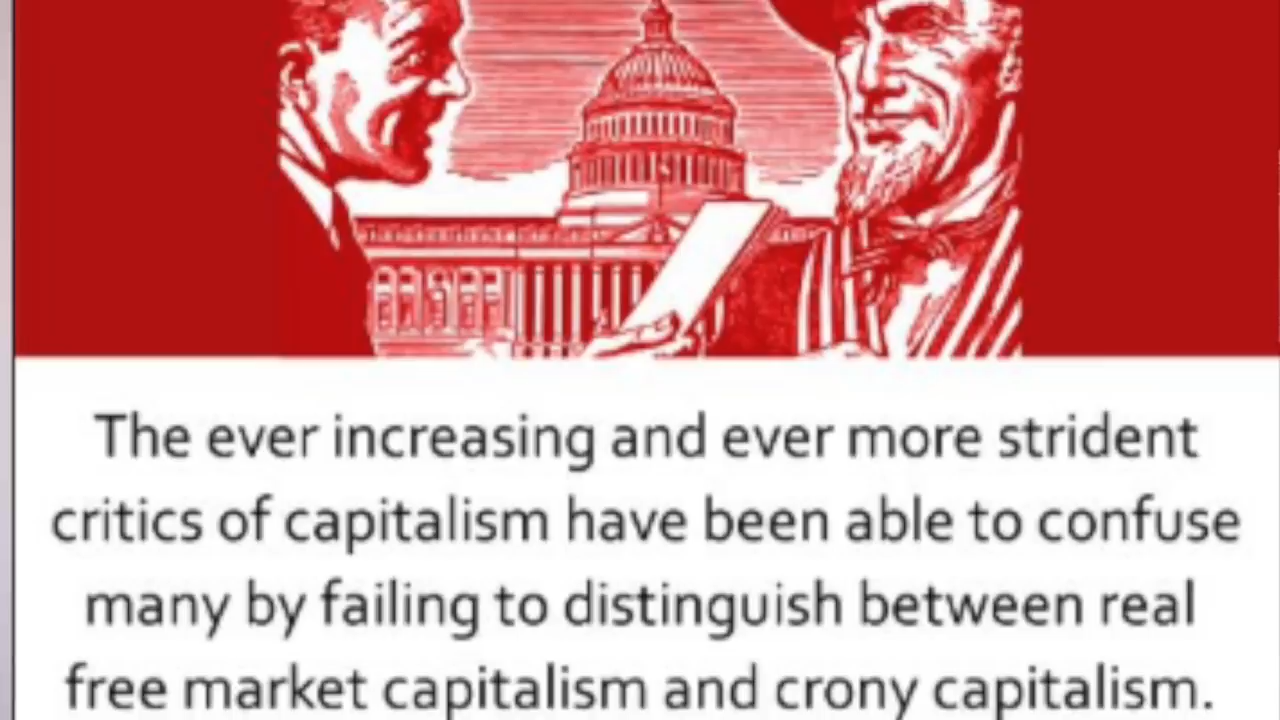 The ever increasing and ever more strident
critics of capitalism have been able to confuse
many by failing to distinguish between real
free market capitalism and crony capitalism.